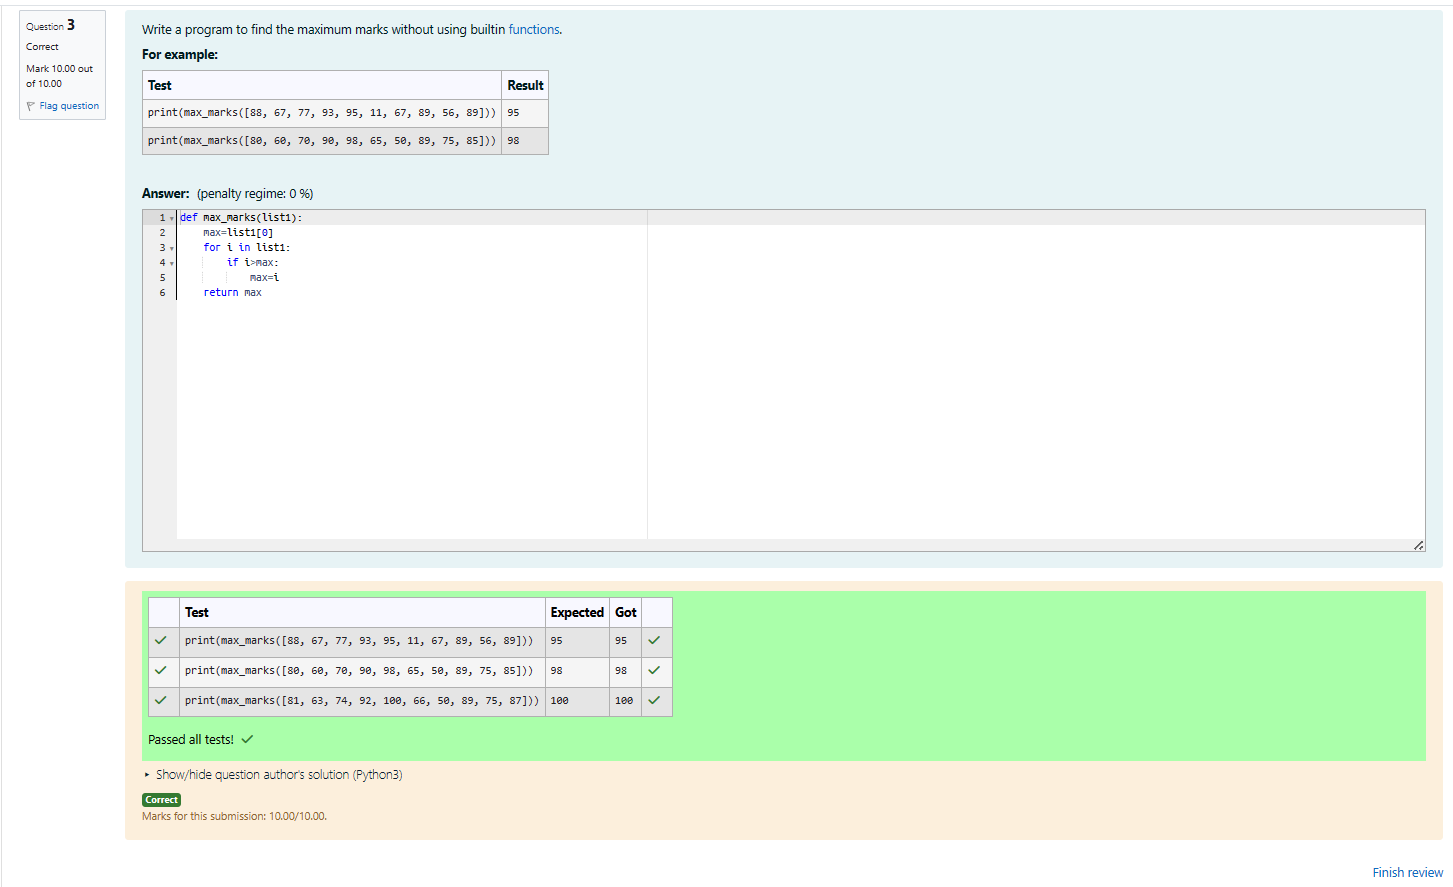 Question 3
Correct
Mark 10.00 out
of 10.00
Flag question
Write a program to find the maximum marks without using builtin functions.
For example:
Test Result
print(max_marks([88, 67, 77, 93, 95, 11, 67, 89, 56, 89])) 95
print(max_marks([80, 60, 70, 90, 98, 65, 50, 89, 75, 85])) 98
Answer: (penalty regime: 0 %)
1 def max_marks(list1):
2     max=list1[0]
3     for i in list1:
4         if i>max:
5             max=i
6     return max
Test Expected Got
print(max_marks([88, 67, 77, 93, 95, 11, 67, 89, 56, 89])) 95 95
print(max_marks([80, 60, 70, 90, 98, 65, 50, 89, 75, 85])) 98 98
print(max_marks([81, 63, 74, 92, 100, 66, 50, 89, 75, 87])) 100 100
Passed all tests!
Show/hide question author's solution (Python3)
Correct
Marks for this submission: 10.00/10.00.
Finish review